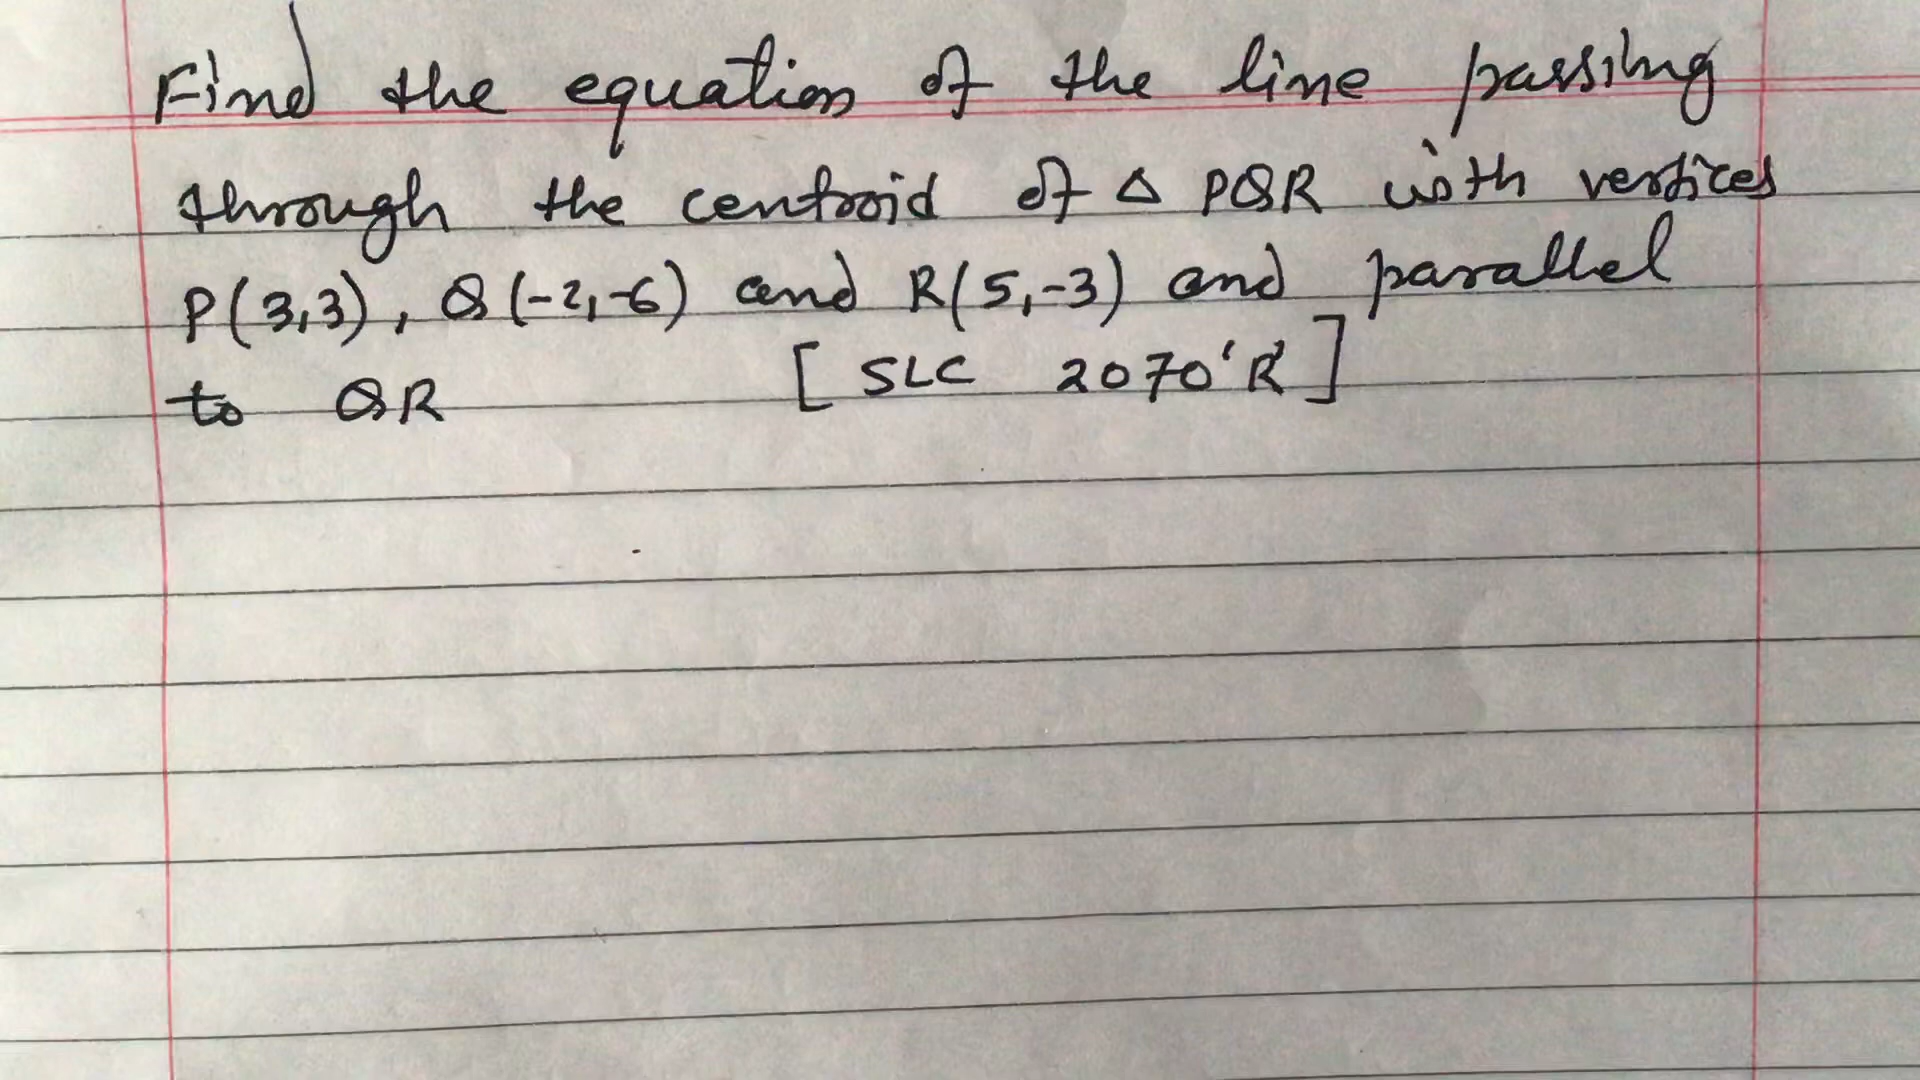 Find the equation of the line passing
through the centroid of △ PQR with vertices
P(3,3), Q(-2,-6) and R(5,-3) and parallel
to QR [SLC 2070'R']